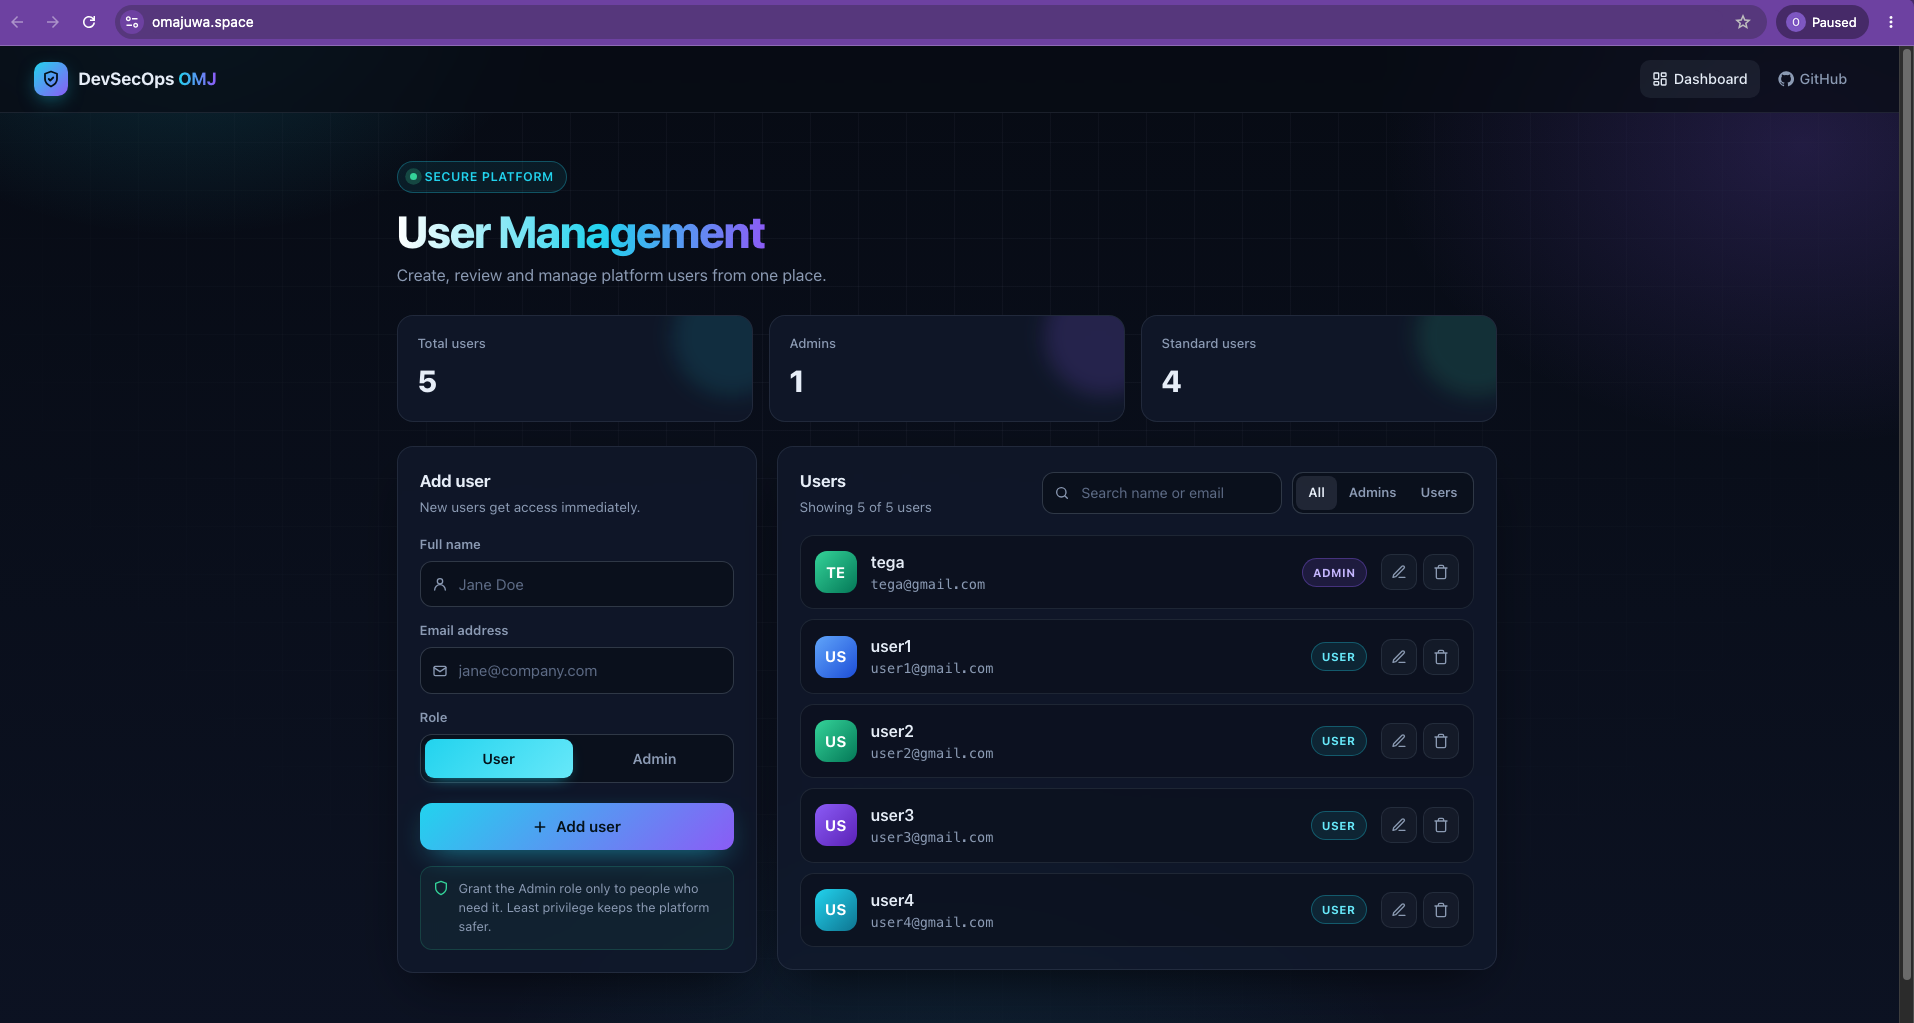 omajuwa.space
O Paused
DevSecOps OMJ
Dashboard
GitHub
SECURE PLATFORM
User Management
Create, review and manage platform users from one place.
Total users
5
Admins
1
Standard users
4
Add user
New users get access immediately.
Full name
Jane Doe
Email address
jane@company.com
Role
User
Admin
+ Add user
Grant the Admin role only to people who
need it. Least privilege keeps the platform
safer.
Users
Showing 5 of 5 users
Search name or email
All
Admins
Users
TE
tega
tega@gmail.com
ADMIN
US
user1
user1@gmail.com
USER
US
user2
user2@gmail.com
USER
US
user3
user3@gmail.com
USER
US
user4
user4@gmail.com
USER